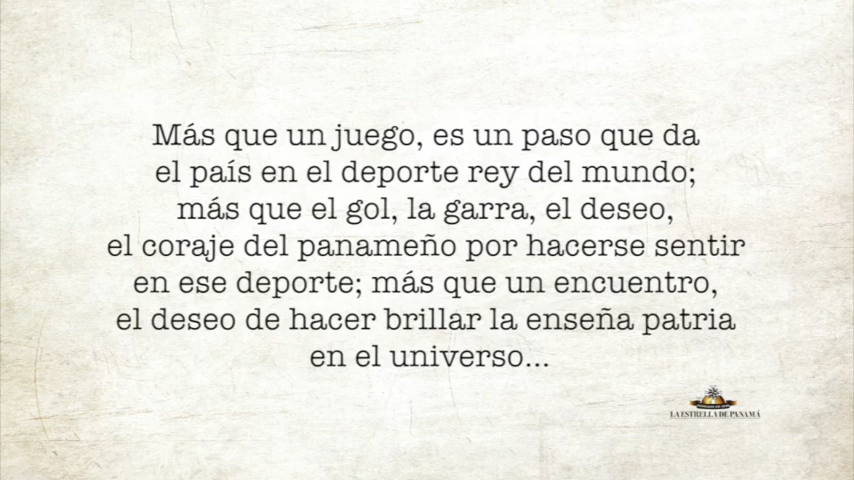 Más que un juego, es un paso que da
el país en el deporte rey del mundo;
más que el gol, la garra, el deseo,
el coraje del panameño por hacerse sentir
en ese deporte; más que un encuentro,
el deseo de hacer brillar la enseña patria
en el universo...
LA ESTRELLA DE PANAMÁ